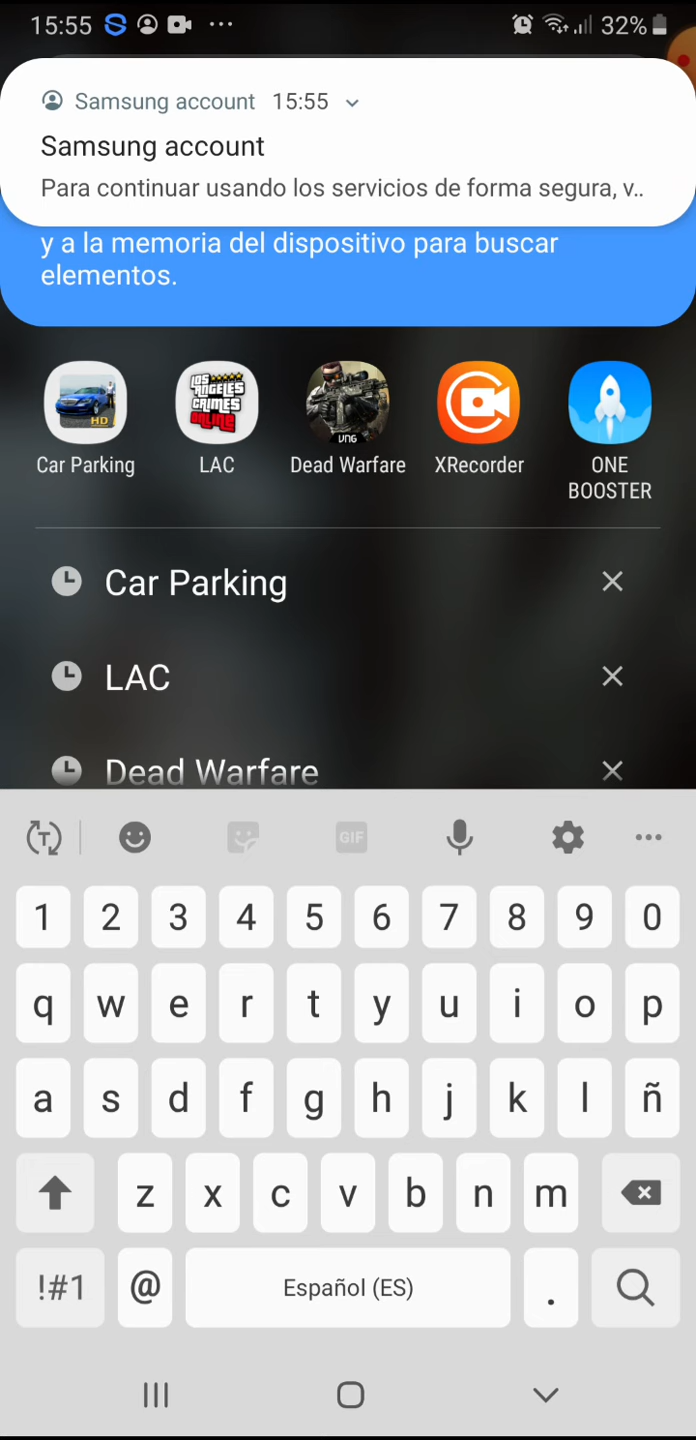 15:55
32%
Samsung account 15:55
Samsung account
Para continuar usando los servicios de forma segura, v..
y a la memoria del dispositivo para buscar
elementos.
HD
LOS
ANGELES
CRIMES
ONLINE
VNG
Car Parking
LAC
Dead Warfare
XRecorder
ONE
BOOSTER
Car Parking
LAC
Dead Warfare
T
GIF
1 2 3 4 5 6 7 8 9 0
q w e r t y u i o p
a s d f g h j k l ñ
z x c v b n m
!#1 @ Español (ES) .